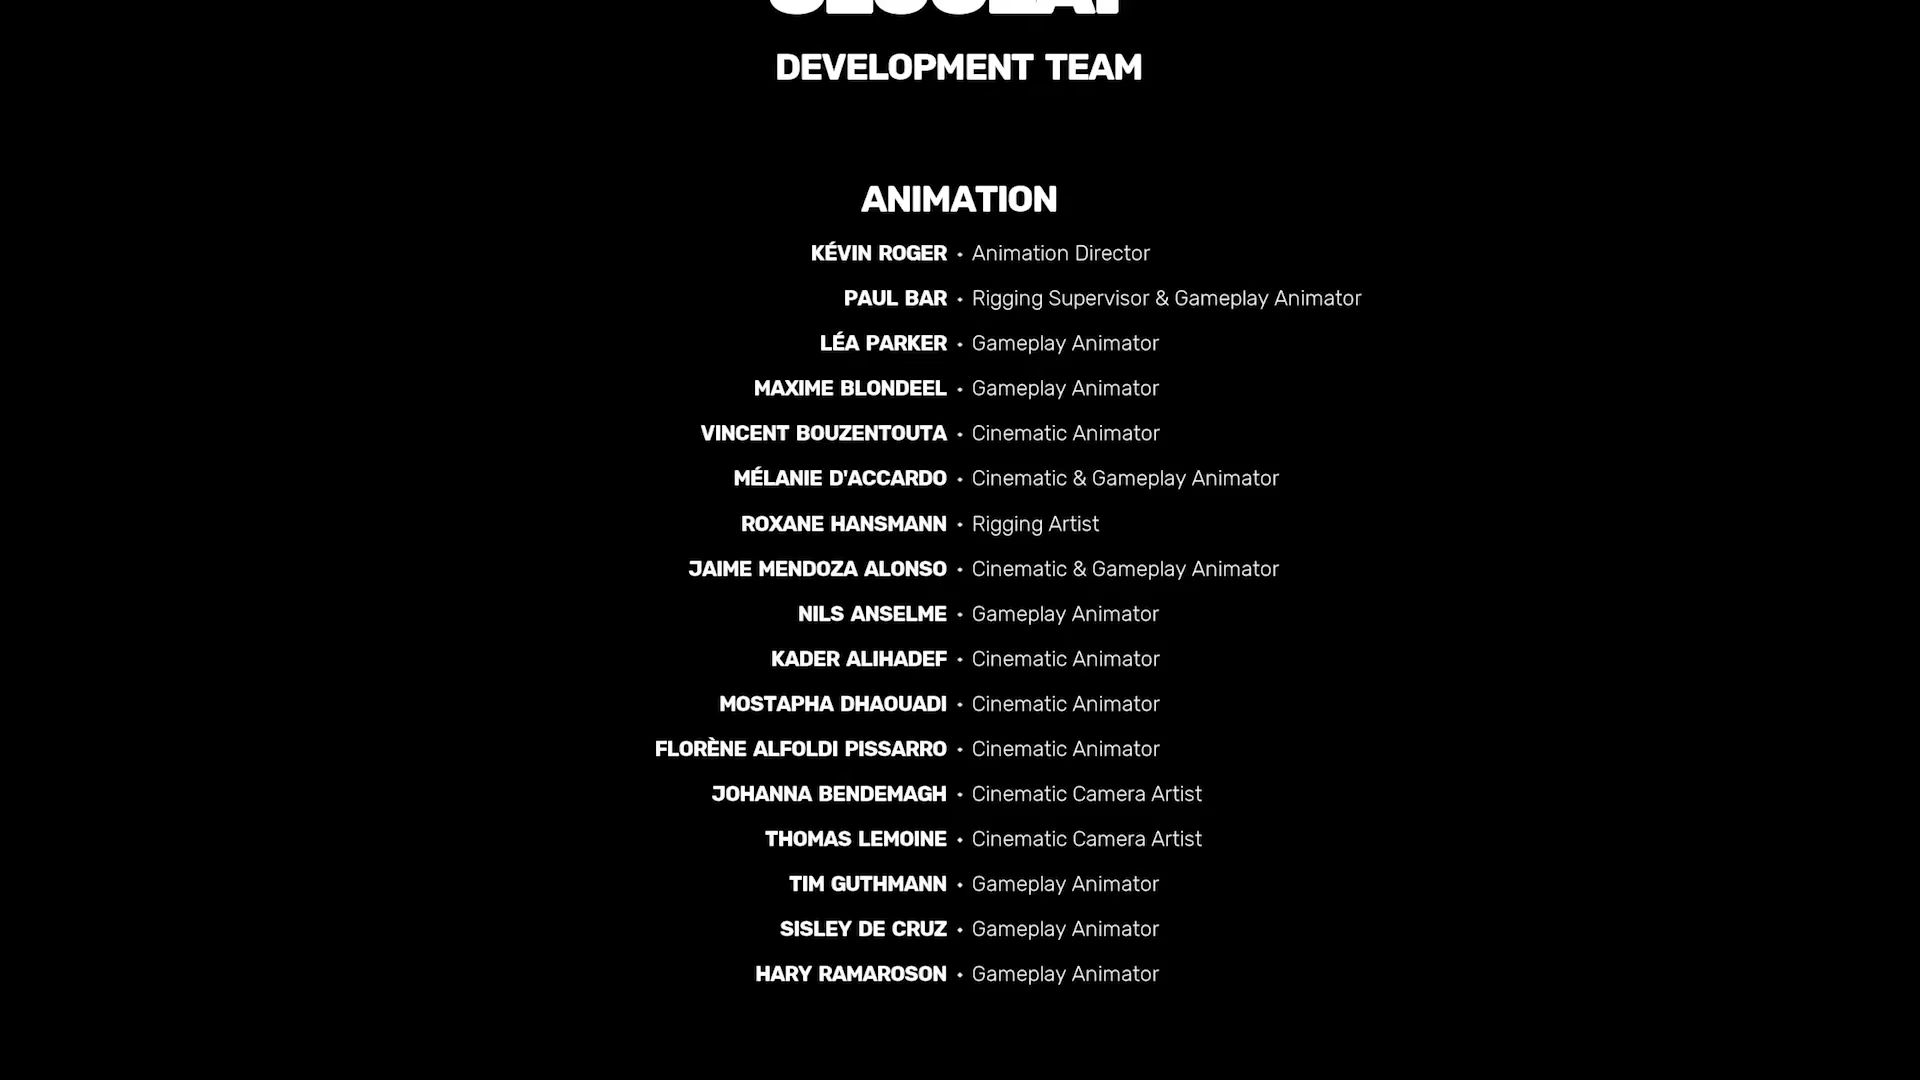 DEVELOPMENT TEAM
ANIMATION
KÉVIN ROGER • Animation Director
PAUL BAR • Rigging Supervisor & Gameplay Animator
LÉA PARKER • Gameplay Animator
MAXIME BLONDEEL • Gameplay Animator
VINCENT BOUZENTOUTA • Cinematic Animator
MÉLANIE D'ACCARDO • Cinematic & Gameplay Animator
ROXANE HANSMANN • Rigging Artist
JAIME MENDOZA ALONSO • Cinematic & Gameplay Animator
NILS ANSELME • Gameplay Animator
KADER ALIHADEF • Cinematic Animator
MOSTAPHA DHAOUADI • Cinematic Animator
FLORÈNE ALFOLDI PISSARRO • Cinematic Animator
JOHANNA BENDEMAGH • Cinematic Camera Artist
THOMAS LEMOINE • Cinematic Camera Artist
TIM GUTHMANN • Gameplay Animator
SISLEY DE CRUZ • Gameplay Animator
HARY RAMAROSON • Gameplay Animator